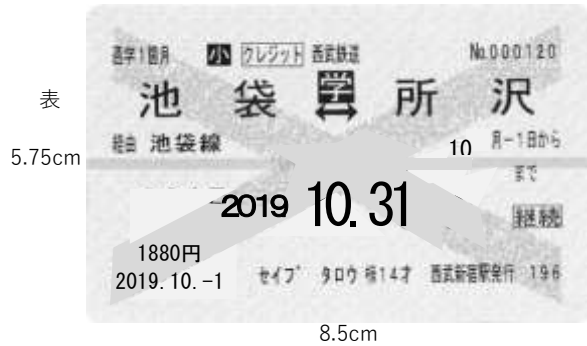 通学1箇月 小 クレジット 西武鉄道 No.000120
表
池袋 学 ↔ 所沢
経由 池袋線 10 月-1日から
5.75cm
まで
2019 10.31
継続
1880円
2019.10.-1 セイブ タロウ 様14才 西武新宿駅発行 196
8.5cm